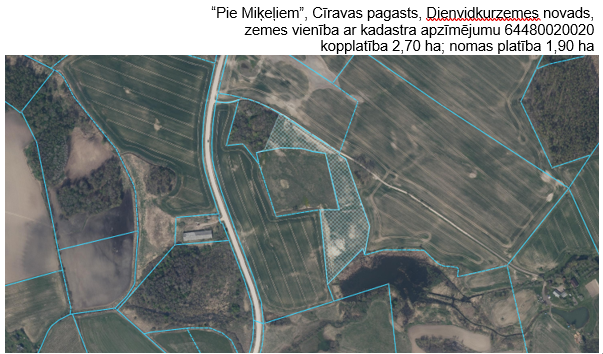 “Pie Miķeļiem”, Cīravas pagasts, Dienvidkurzemes novads,
zemes vienība ar kadastra apzīmējumu 64480020020
kopplatība 2,70 ha; nomas platība 1,90 ha